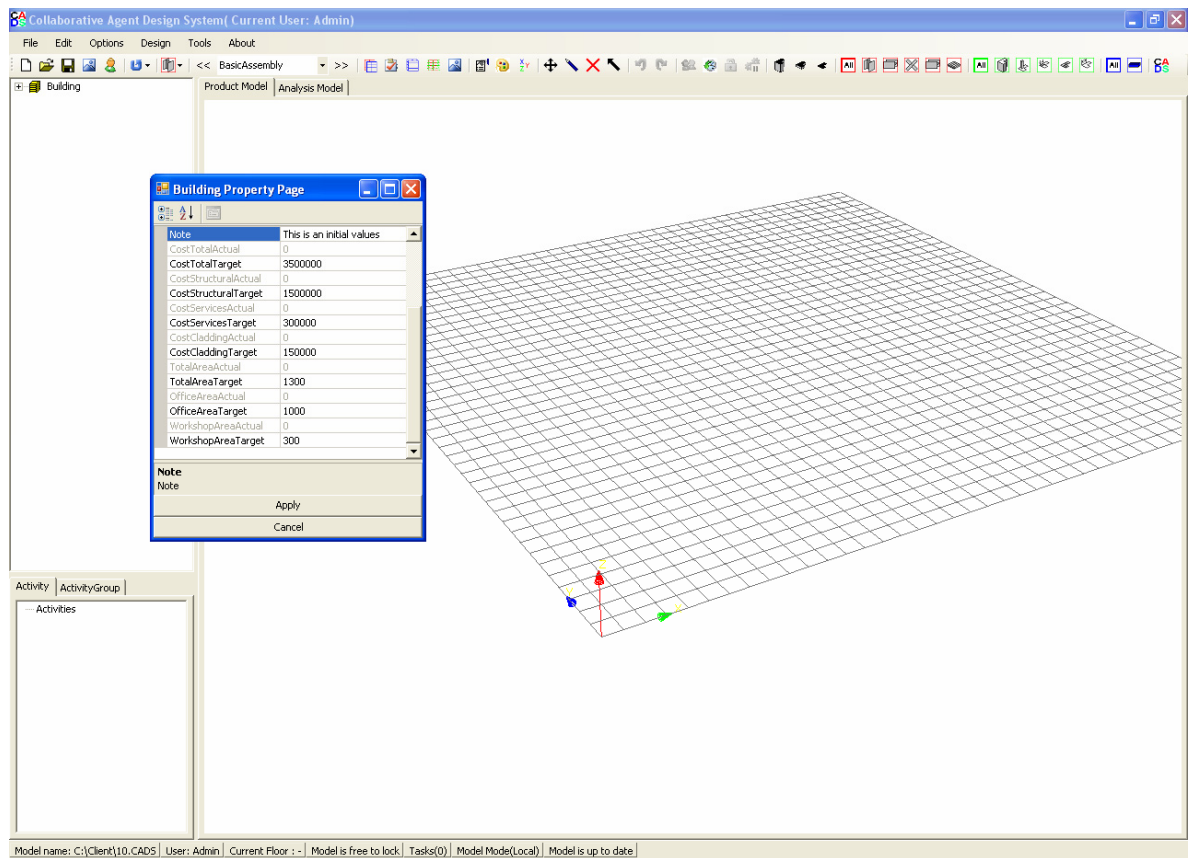 Collaborative Agent Design System( Current User: Admin)
File Edit Options Design Tools About
<< BasicAssembly >>
Building
Product Model Analysis Model
Building Property Page
Note This is an initial values
CostTotalActual 0
CostTotalTarget 3500000
CostStructuralActual 0
CostStructuralTarget 1500000
CostServicesActual 0
CostServicesTarget 300000
CostCladdingActual 0
CostCladdingTarget 150000
TotalAreaActual 0
TotalAreaTarget 1300
OfficeAreaActual 0
OfficeAreaTarget 1000
WorkshopAreaActual 0
WorkshopAreaTarget 300
Note
Note
Apply
Cancel
Z
Y
X
Activity ActivityGroup
Activities
Model name: C:\Client\10.CADS User: Admin Current Floor : - Model is free to lock Tasks(0) Model Mode(Local) Model is up to date